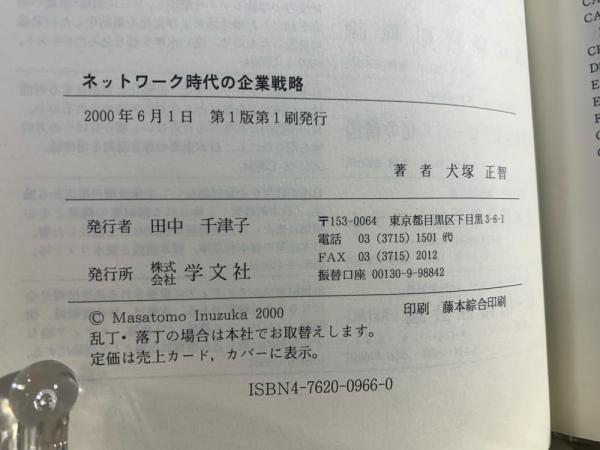 ネットワーク時代の企業戦略
2000年6月1日　第1版第1刷発行
著 者　犬塚 正智
発行者　田中 千津子
発行所　株式会社 学文社
〒153-0064　東京都目黒区下目黒3-6-1
電話　03 (3715) 1501 ㈹
FAX　03 (3715) 2012
振替口座　00130-9-98842
© Masatomo Inuzuka 2000
印刷　藤本綜合印刷
乱丁・落丁の場合は本社でお取替えします。
定価は売上カード，カバーに表示。
ISBN4-7620-0966-0